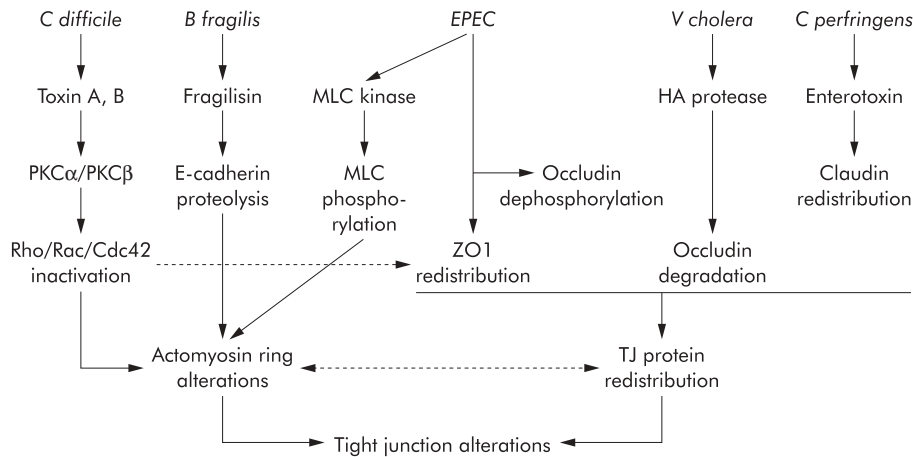 C difficile
B fragilis
EPEC
V cholera
C perfringens
Toxin A, B
Fragilisin
MLC kinase
HA protease
Enterotoxin
PKCα/PKCβ
E-cadherin
proteolysis
MLC
phospho-
rylation
Occludin
dephosphorylation
Claudin
redistribution
Rho/Rac/Cdc42
inactivation
ZO1
redistribution
Occludin
degradation
Actomyosin ring
alterations
TJ protein
redistribution
Tight junction alterations